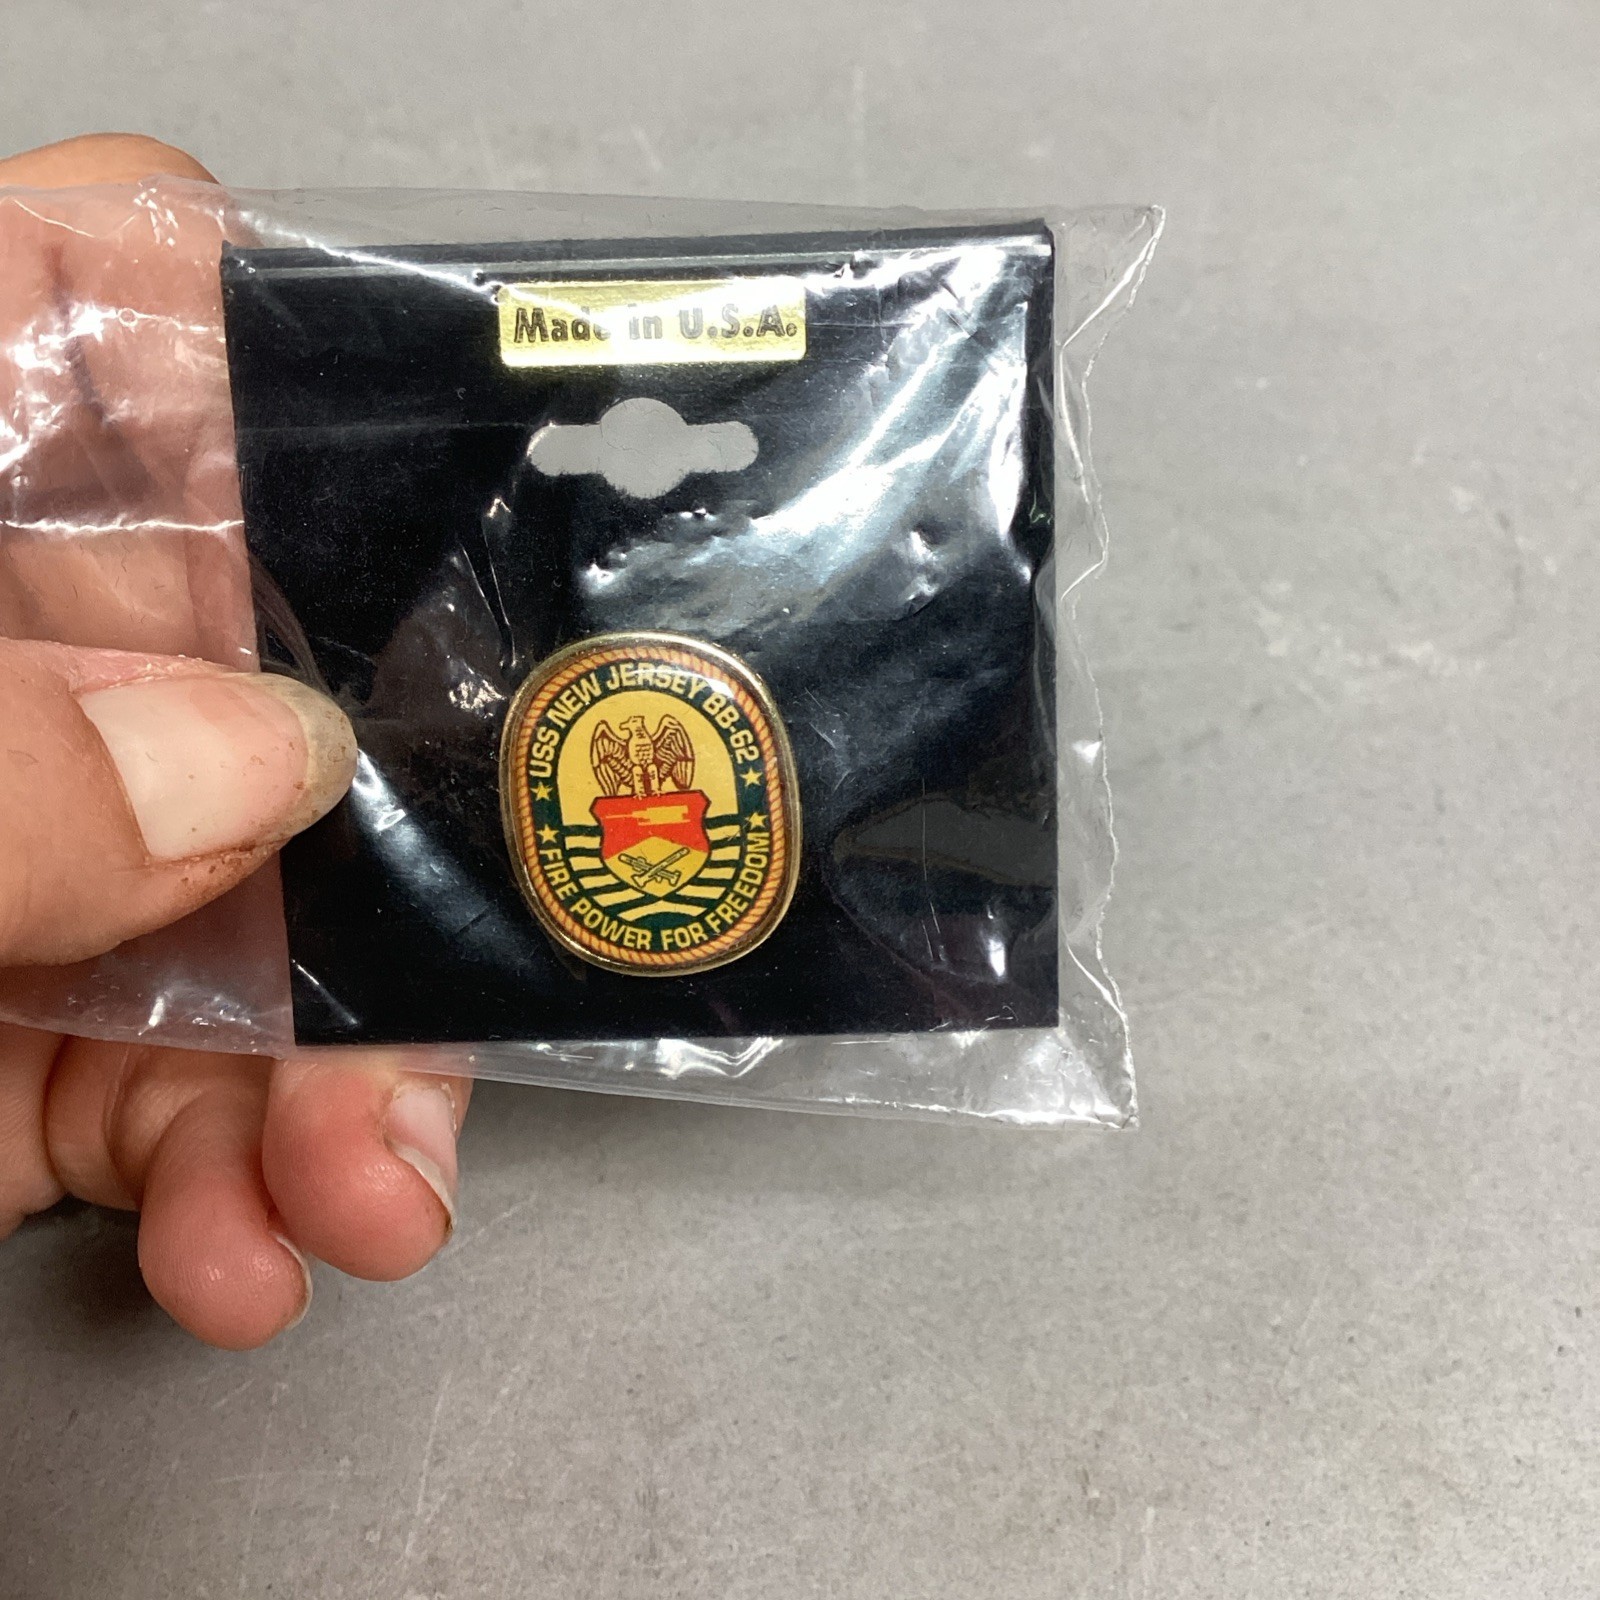 Made in U.S.A.
USS NEW JERSEY BB-62
FIRE POWER FOR FREEDOM